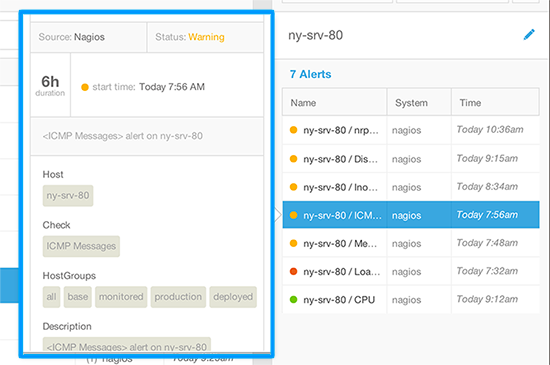 Source: Nagios
Status: Warning
6h
duration
start time: Today 7:56 AM
<ICMP Messages> alert on ny-srv-80
Host
ny-srv-80
Check
ICMP Messages
HostGroups
all base monitored production deployed
Description
<ICMP Messages> alert on ny-srv-80
(1) nagios Today 9:23am
ny-srv-80
7 Alerts
Name System Time
ny-srv-80 / nrp... nagios Today 10:36am
ny-srv-80 / Dis... nagios Today 9:15am
ny-srv-80 / Ino... nagios Today 8:34am
ny-srv-80 / ICM... nagios Today 7:56am
ny-srv-80 / Me... nagios Today 7:48am
ny-srv-80 / Loa... nagios Today 7:32am
ny-srv-80 / CPU nagios Today 9:12am